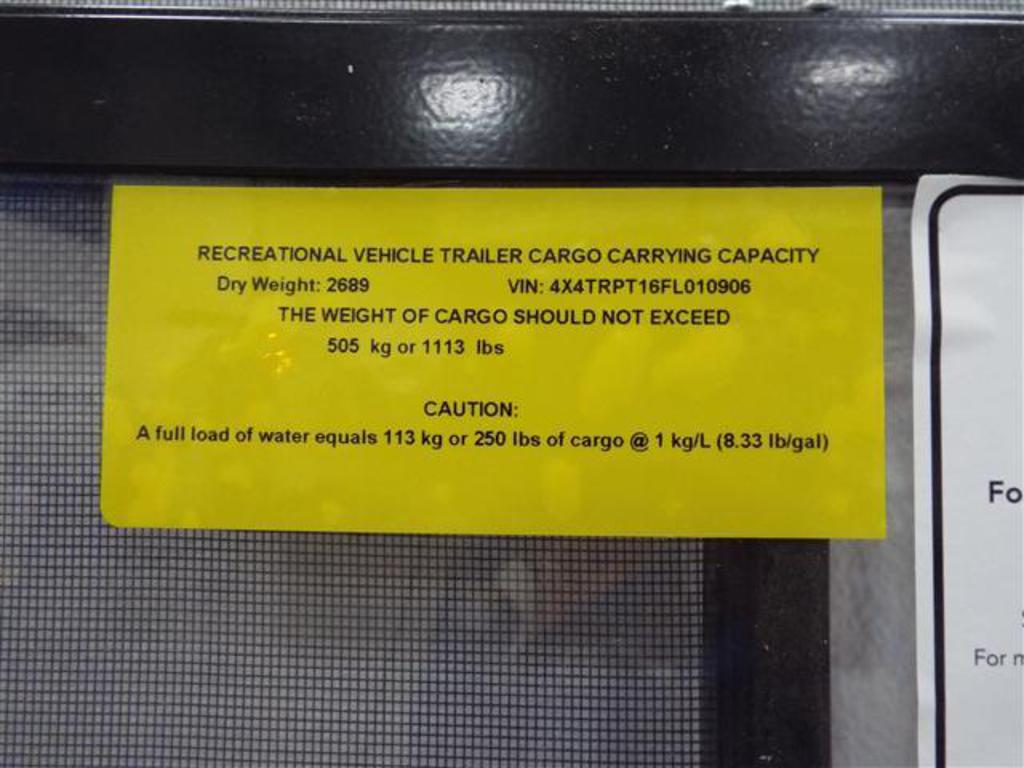 RECREATIONAL VEHICLE TRAILER CARGO CARRYING CAPACITY
Dry Weight: 2689 VIN: 4X4TRPT16FL010906
THE WEIGHT OF CARGO SHOULD NOT EXCEED
505 kg or 1113 lbs
CAUTION:
A full load of water equals 113 kg or 250 lbs of cargo @ 1 kg/L (8.33 lb/gal)
Fo
For